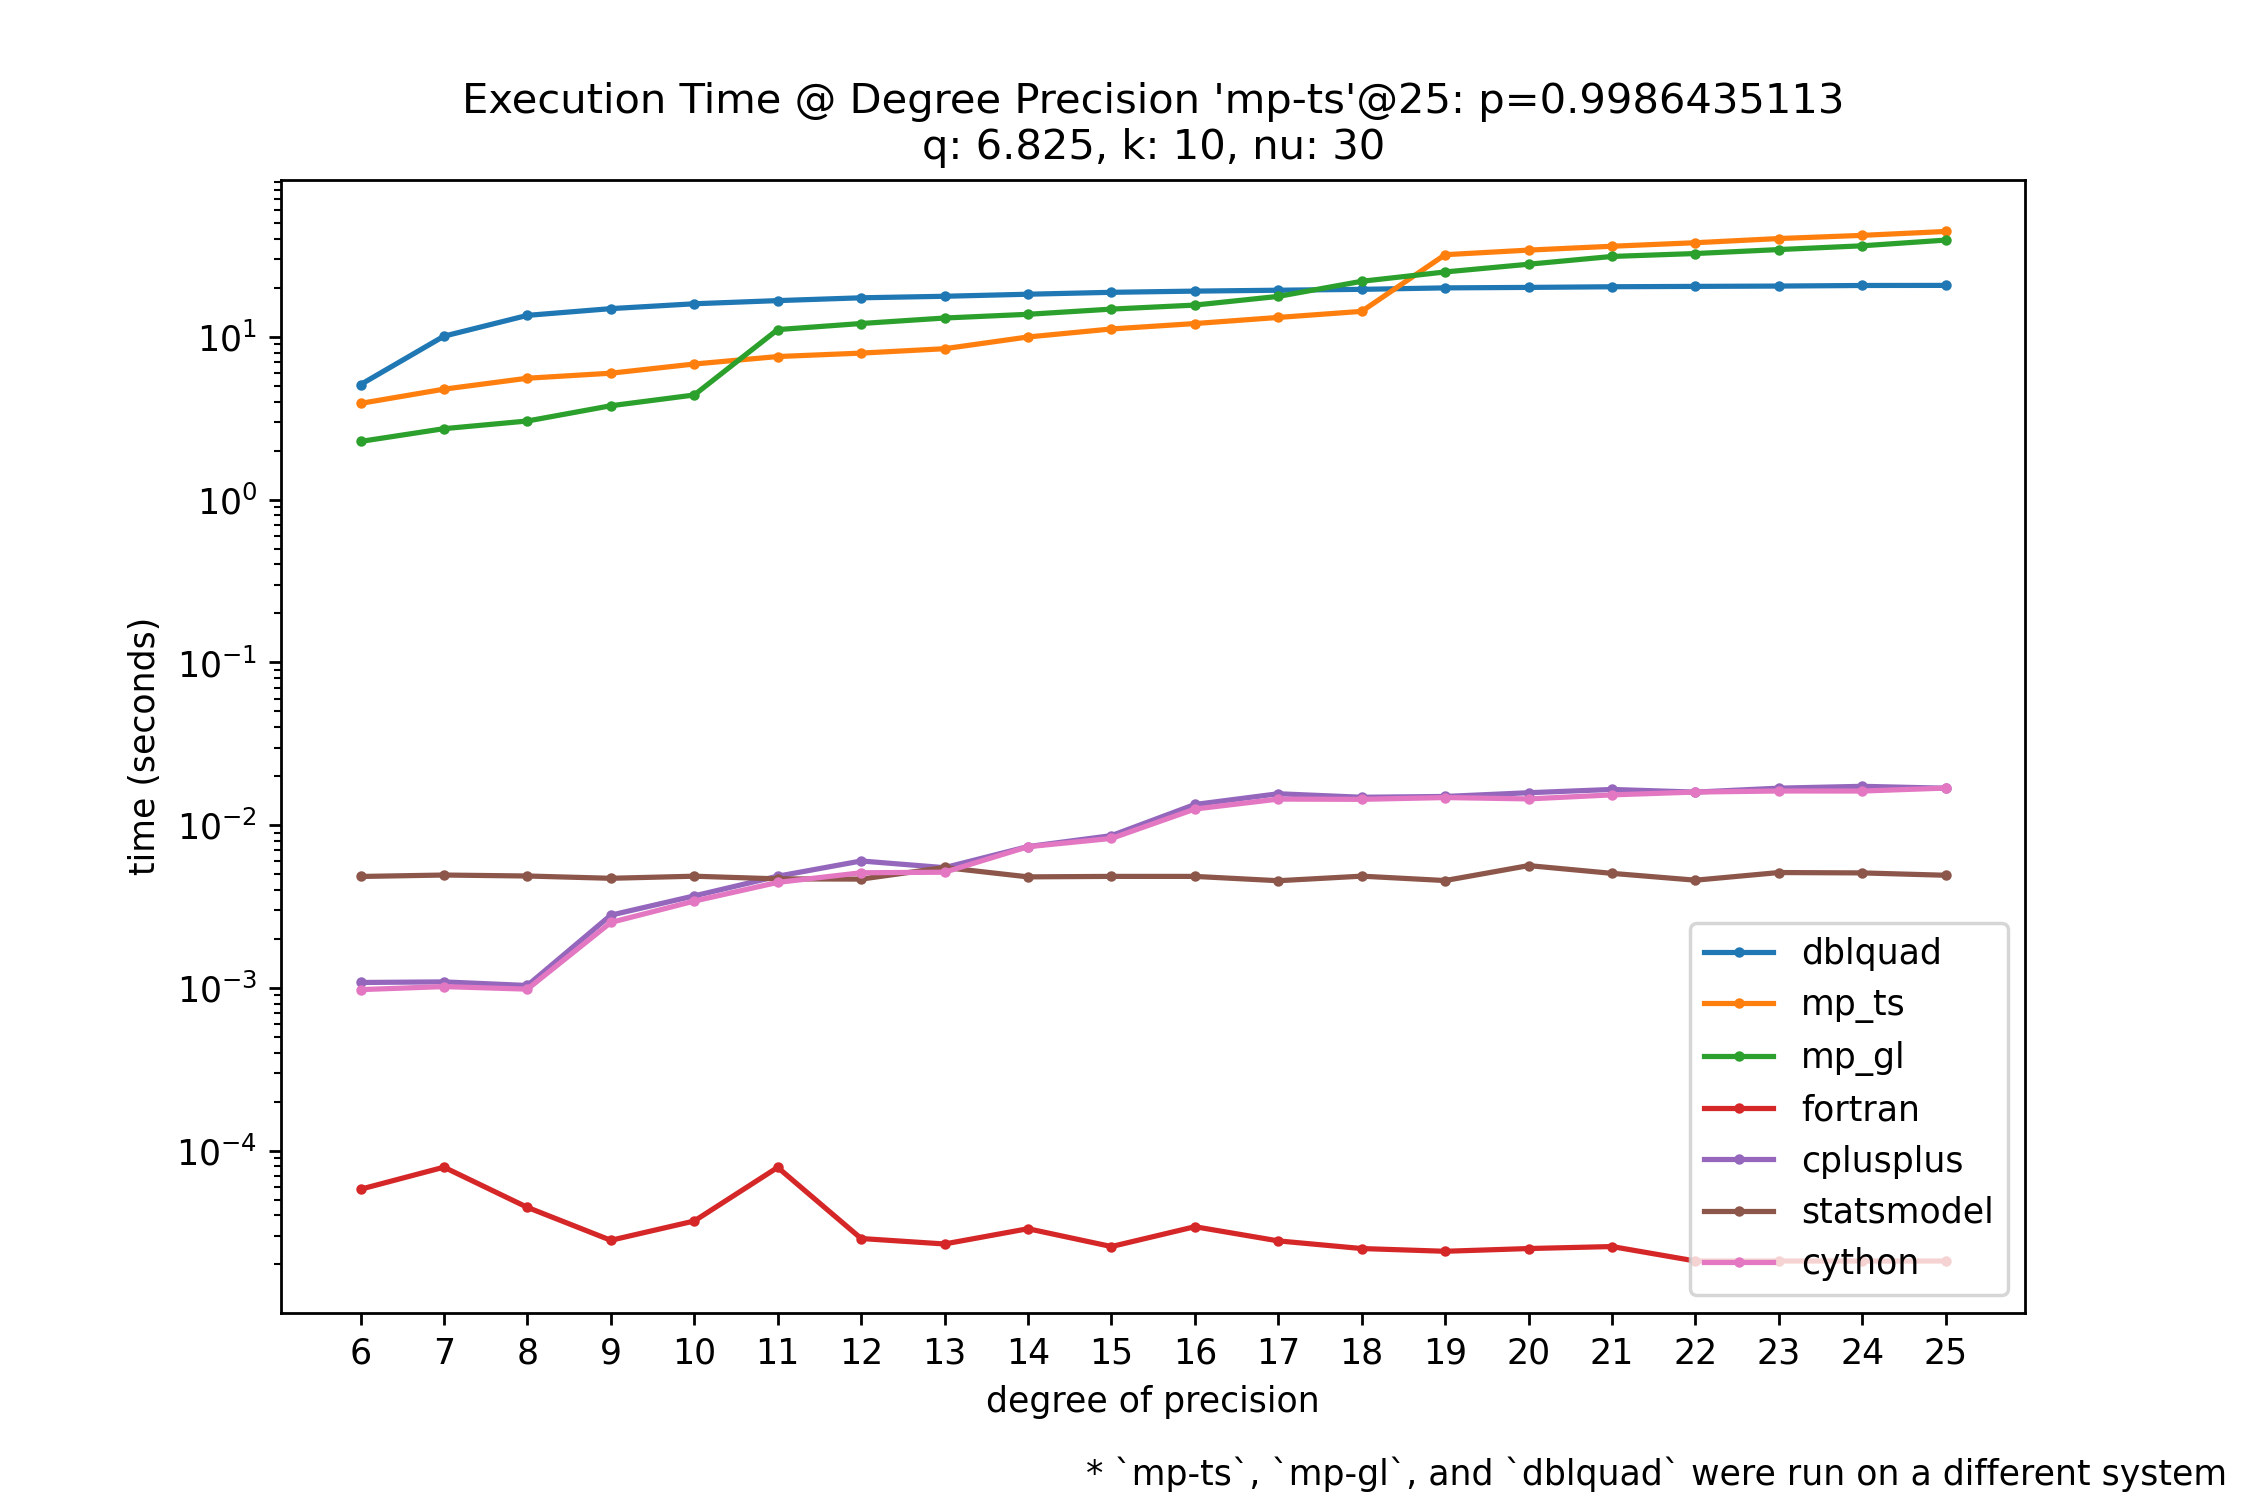 Execution Time @ Degree Precision 'mp-ts'@25: p=0.9986435113
q: 6.825, k: 10, nu: 30
time (seconds)
10¹
10⁰
10⁻¹
10⁻²
10⁻³
10⁻⁴
dblquad
mp_ts
mp_gl
fortran
cplusplus
statsmodel
cython
6 7 8 9 10 11 12 13 14 15 16 17 18 19 20 21 22 23 24 25
degree of precision
* `mp-ts`, `mp-gl`, and `dblquad` were run on a different system